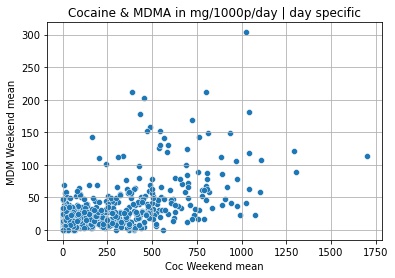 Cocaine & MDMA in mg/1000p/day | day specific
300
250
200
150
100
50
0
MDM Weekend mean
0 250 500 750 1000 1250 1500 1750
Coc Weekend mean